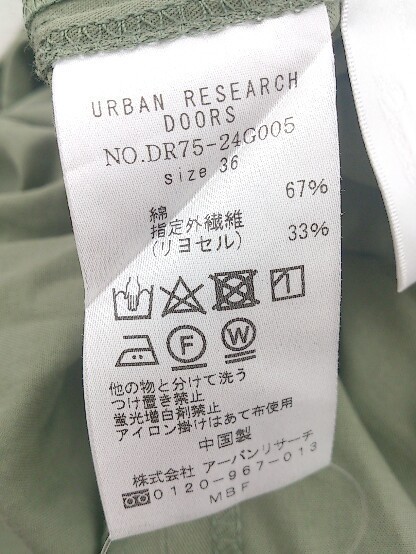 URBAN RESEARCH
DOORS
NO.DR75-24G005
size 36
綿 67%
指定外繊維
(リヨセル) 33%
F W
他の物と分けて洗う
つけ置き禁止
蛍光増白剤禁止
アイロン掛けはあて布使用
中国製
株式会社 アーバンリサーチ
0120-967-013
MBF